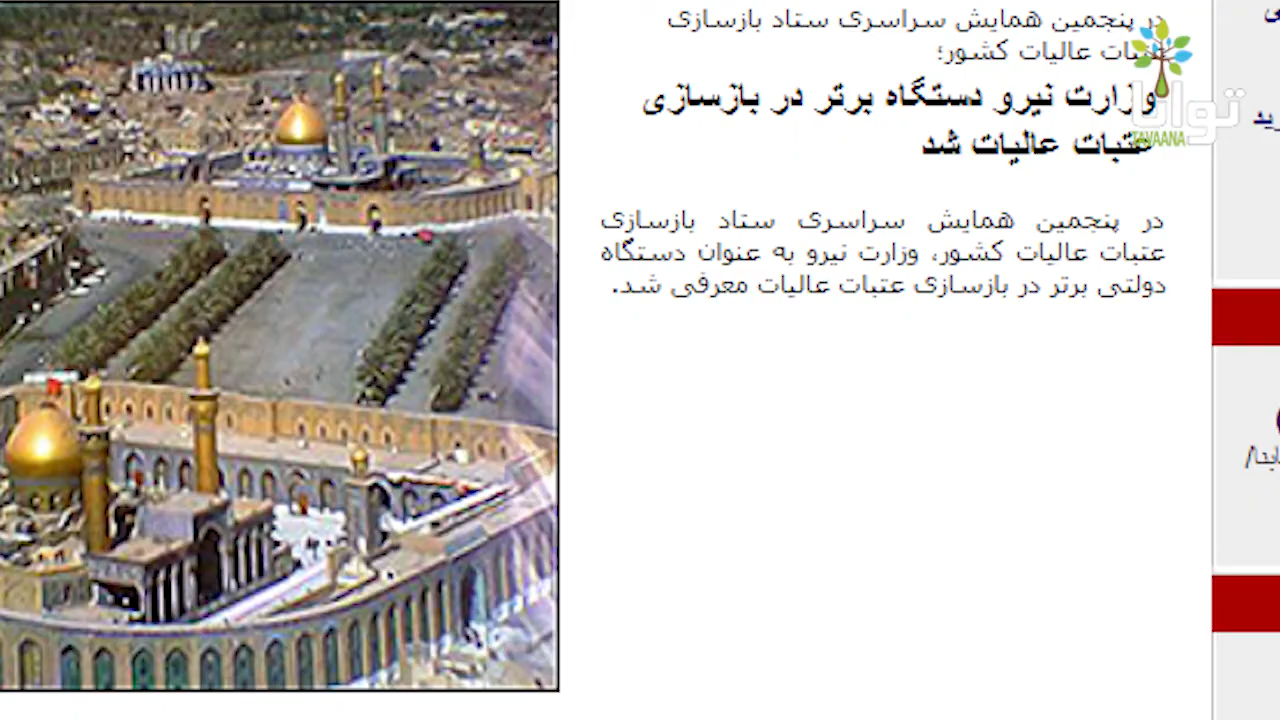 در پنجمین همایش سراسری ستاد بازسازی
عتبات عالیات کشور؛
وزارت نیرو دستگاه برتر در بازسازی
عتبات عالیات شد
در پنجمین همایش سراسری ستاد بازسازی
عتبات عالیات کشور، وزارت نیرو به عنوان دستگاه
دولتی برتر در بازسازی عتبات عالیات معرفی شد.
توانا
TAVAANA